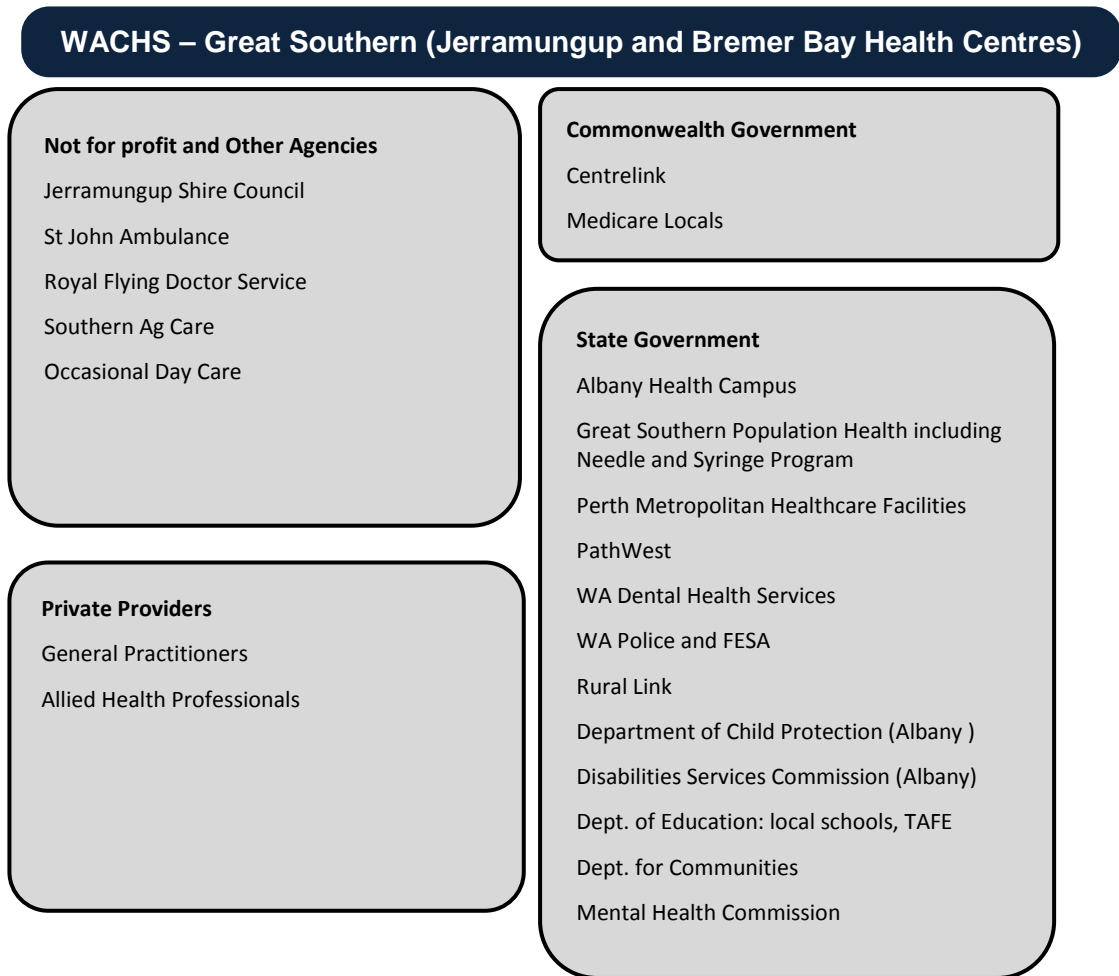 WACHS – Great Southern (Jerramungup and Bremer Bay Health Centres)
Not for profit and Other Agencies
Jerramungup Shire Council
St John Ambulance
Royal Flying Doctor Service
Southern Ag Care
Occasional Day Care
Private Providers
General Practitioners
Allied Health Professionals
Commonwealth Government
Centrelink
Medicare Locals
State Government
Albany Health Campus
Great Southern Population Health including
Needle and Syringe Program
Perth Metropolitan Healthcare Facilities
PathWest
WA Dental Health Services
WA Police and FESA
Rural Link
Department of Child Protection (Albany )
Disabilities Services Commission (Albany)
Dept. of Education: local schools, TAFE
Dept. for Communities
Mental Health Commission